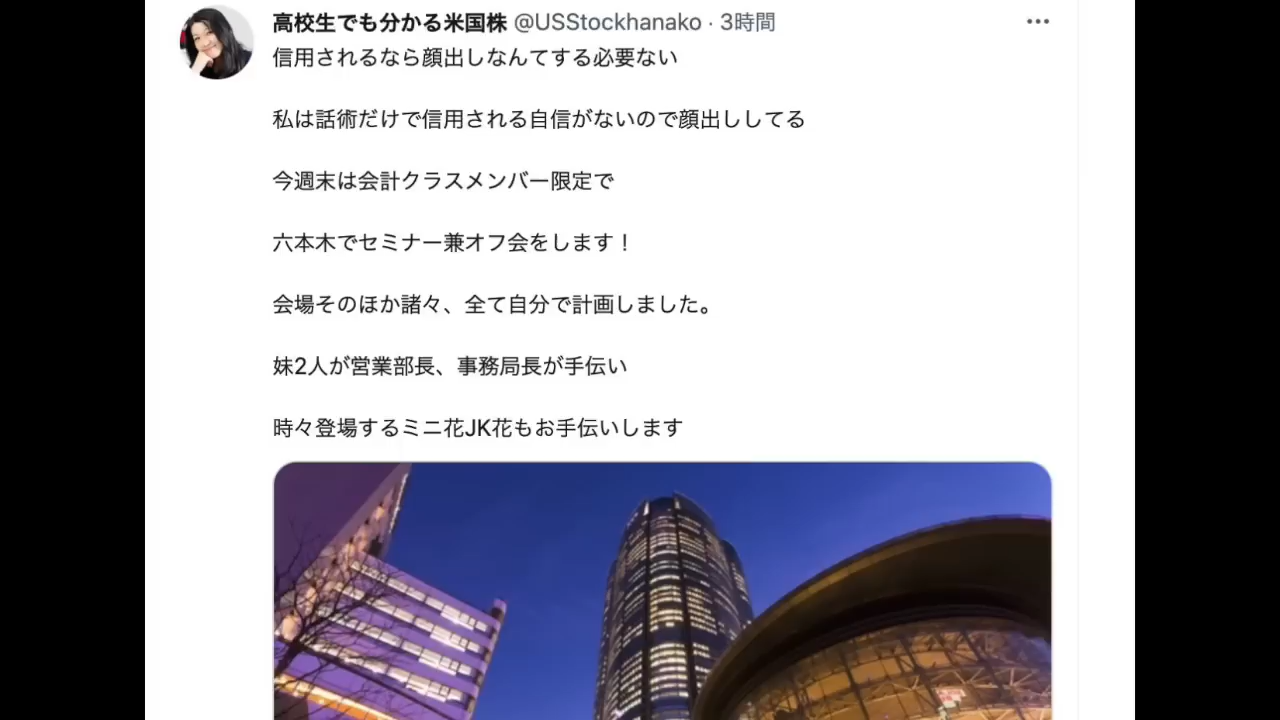 高校生でも分かる米国株 @USStockhanako · 3時間
信用されるなら顔出しなんてする必要ない
私は話術だけで信用される自信がないので顔出ししてる
今週末は会計クラスメンバー限定で
六本木でセミナー兼オフ会をします！
会場そのほか諸々、全て自分で計画しました。
妹2人が営業部長、事務局長が手伝い
時々登場するミニ花JK花もお手伝いします